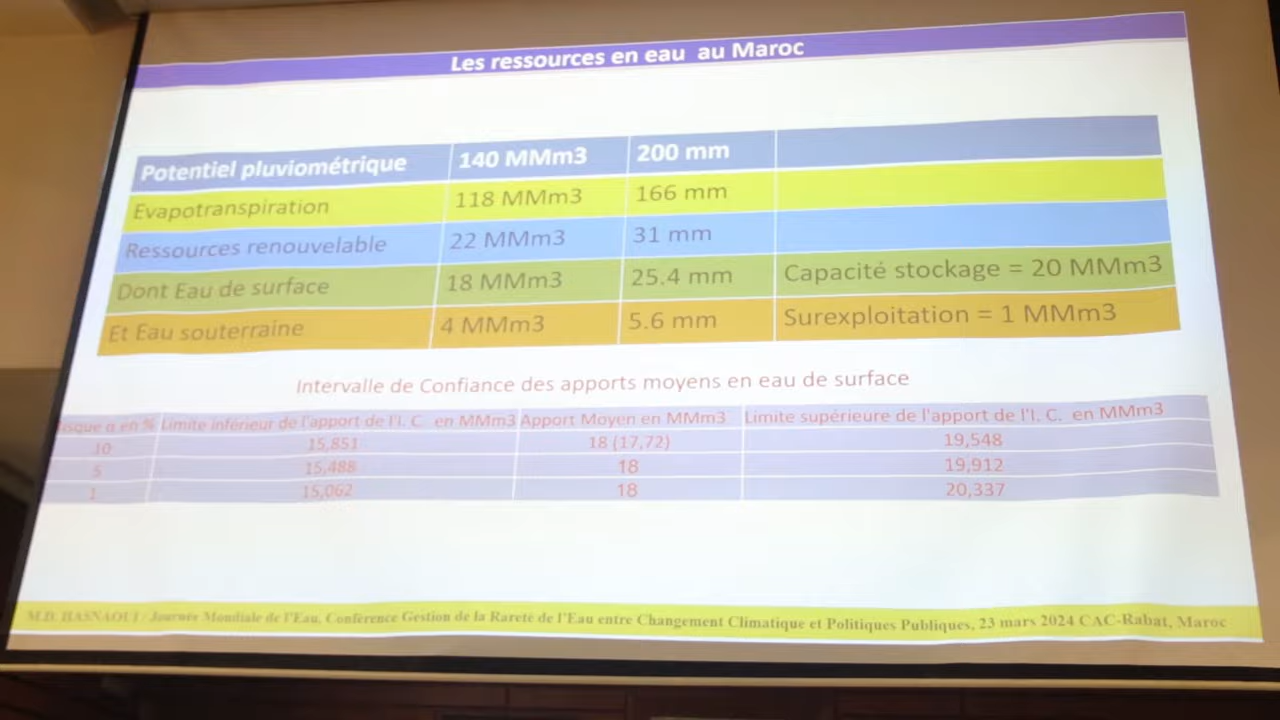 Les ressources en eau au Maroc
Potentiel pluviométrique 140 MMm3 200 mm
Evapotranspiration 118 MMm3 166 mm
Ressources renouvelable 22 MMm3 31 mm
Dont Eau de surface 18 MMm3 25.4 mm Capacité stockage = 20 MMm3
Et Eau souterraine 4 MMm3 5.6 mm Surexploitation = 1 MMm3
Intervalle de Confiance des apports moyens en eau de surface
en % Limite inférieur de l'apport de l'I. C. en MMm3 Apport Moyen en MMm3 Limite supérieure de l'apport de l'I. C. en MMm3
10 15,851 18 (17,72) 19,548
5 15,488 18 19,912
1 15,062 18 20,337
M.D. HASNAOUI / Journée Mondiale de l'Eau, Conférence Gestion de la Rareté de l'Eau entre Changement Climatique et Politiques Publiques, 23 mars 2024 CAC-Rabat, Maroc